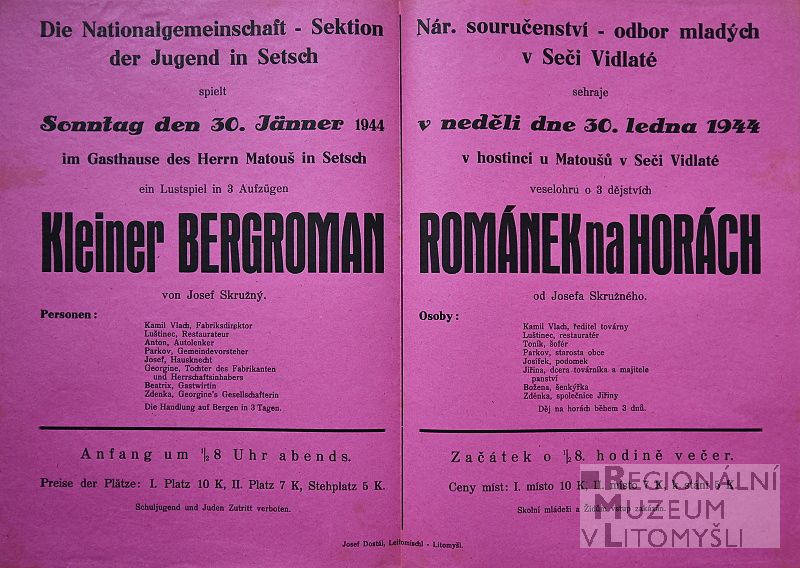 Die Nationalgemeinschaft - Sektion
der Jugend in Setsch
spielt
Sonntag den 30. Jänner 1944
im Gasthause des Herrn Matouš in Setsch
ein Lustspiel in 3 Aufzügen
Kleiner BERGROMAN
von Josef Skružný.
Personen:
Kamil Vlach, Fabriksdirektor
Luštinec, Restaurateur
Anton, Autolenker
Parkov, Gemeindevorsteher
Josef, Hausknecht
Georgine, Tochter des Fabrikanten
und Herrschaftsinhabers
Beatrix, Gastwirtin
Zdenka, Georgine's Gesellschafterin
Die Handlung auf Bergen in 3 Tagen.
Anfang um 1/2 8 Uhr abends.
Preise der Plätze: I. Platz 10 K, II. Platz 7 K, Stehplatz 5 K.
Schuljugend und Juden Zutritt verboten.
Nár. souručenství - odbor mladých
v Seči Vidlaté
sehraje
v neděli dne 30. ledna 1944
v hostinci u Matoušů v Seči Vidlaté
veselohru o 3 dějstvích
ROMÁNEK na HORÁCH
od Josefa Skružného.
Osoby:
Kamil Vlach, ředitel továrny
Luštinec, restauratér
Toník, šofér
Parkov, starosta obce
Josífek, podomek
Jiřina, dcera továrníka a majitele
panství
Božena, šenkýřka
Zděnka, společnice Jiřiny
Děj na horách během 3 dnů.
Začátek o 1/2 8. hodině večer.
Ceny míst: I. místo 10 K, II. místo 7 K, k stání 5 K.
Školní mládeži a Židům vstup zakázán.
Josef Dostál, Leitomischl - Litomyšl.
REGIONÁLNÍ
MUZEUM
V LITOMYŠLI